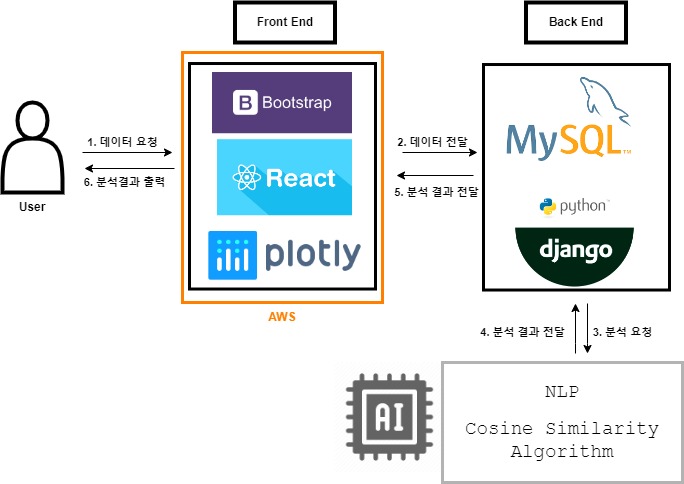 Front End
Back End
B Bootstrap
MySQL™
1. 데이터 요청
2. 데이터 전달
React
6. 분석결과 출력
5. 분석 결과 전달
User
python™
django
plotly
AWS
4. 분석 결과 전달
3. 분석 요청
AI
NLP
Cosine Similarity
Algorithm